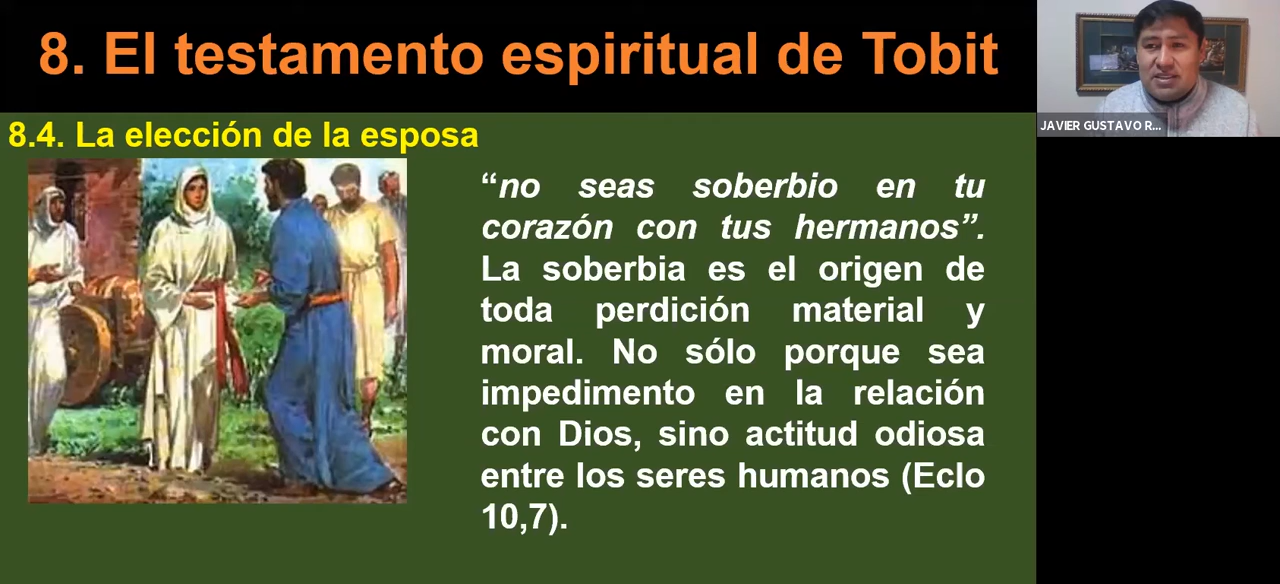 8. El testamento espiritual de Tobit
JAVIER GUSTAVO R...
8.4. La elección de la esposa
“no seas soberbio en tu
corazón con tus hermanos”.
La soberbia es el origen de
toda perdición material y
moral. No sólo porque sea
impedimento en la relación
con Dios, sino actitud odiosa
entre los seres humanos (Eclo
10,7).